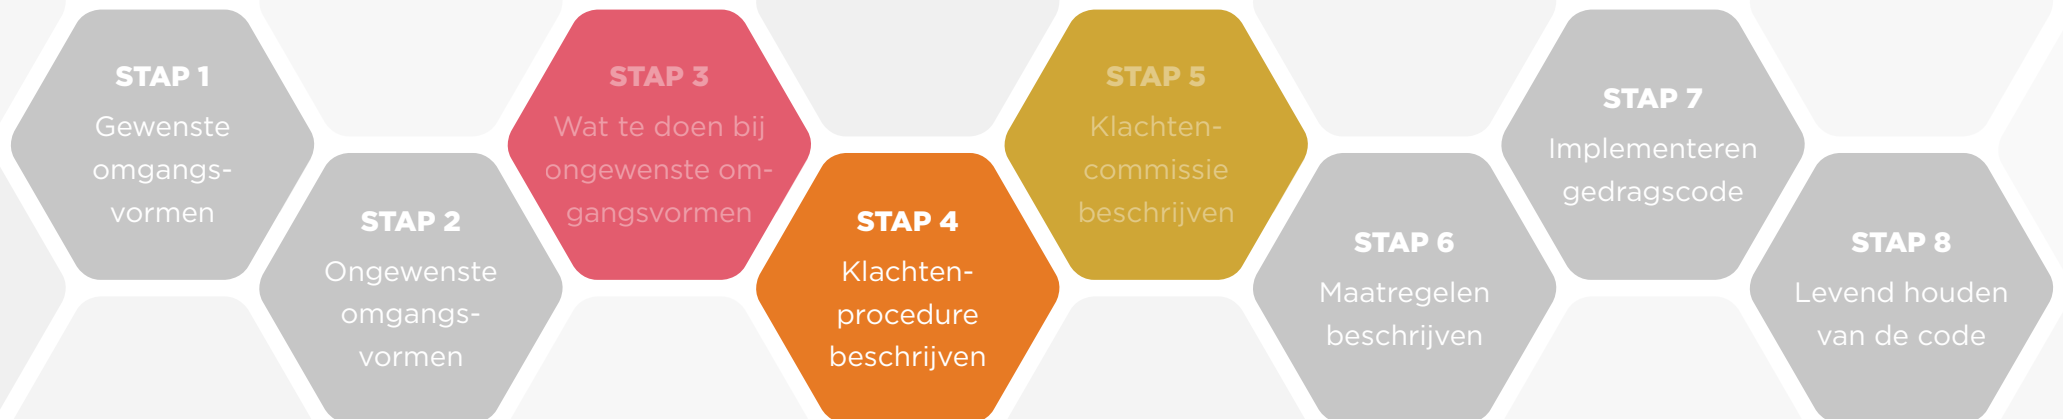 STAP 1
Gewenste
omgangs-
vormen
STAP 2
Ongewenste
omgangs-
vormen
STAP 3
Wat te doen bij
ongewenste om-
gangsvormen
STAP 4
Klachten-
procedure
beschrijven
STAP 5
Klachten-
commissie
beschrijven
STAP 6
Maatregelen
beschrijven
STAP 7
Implementeren
gedragscode
STAP 8
Levend houden
van de code